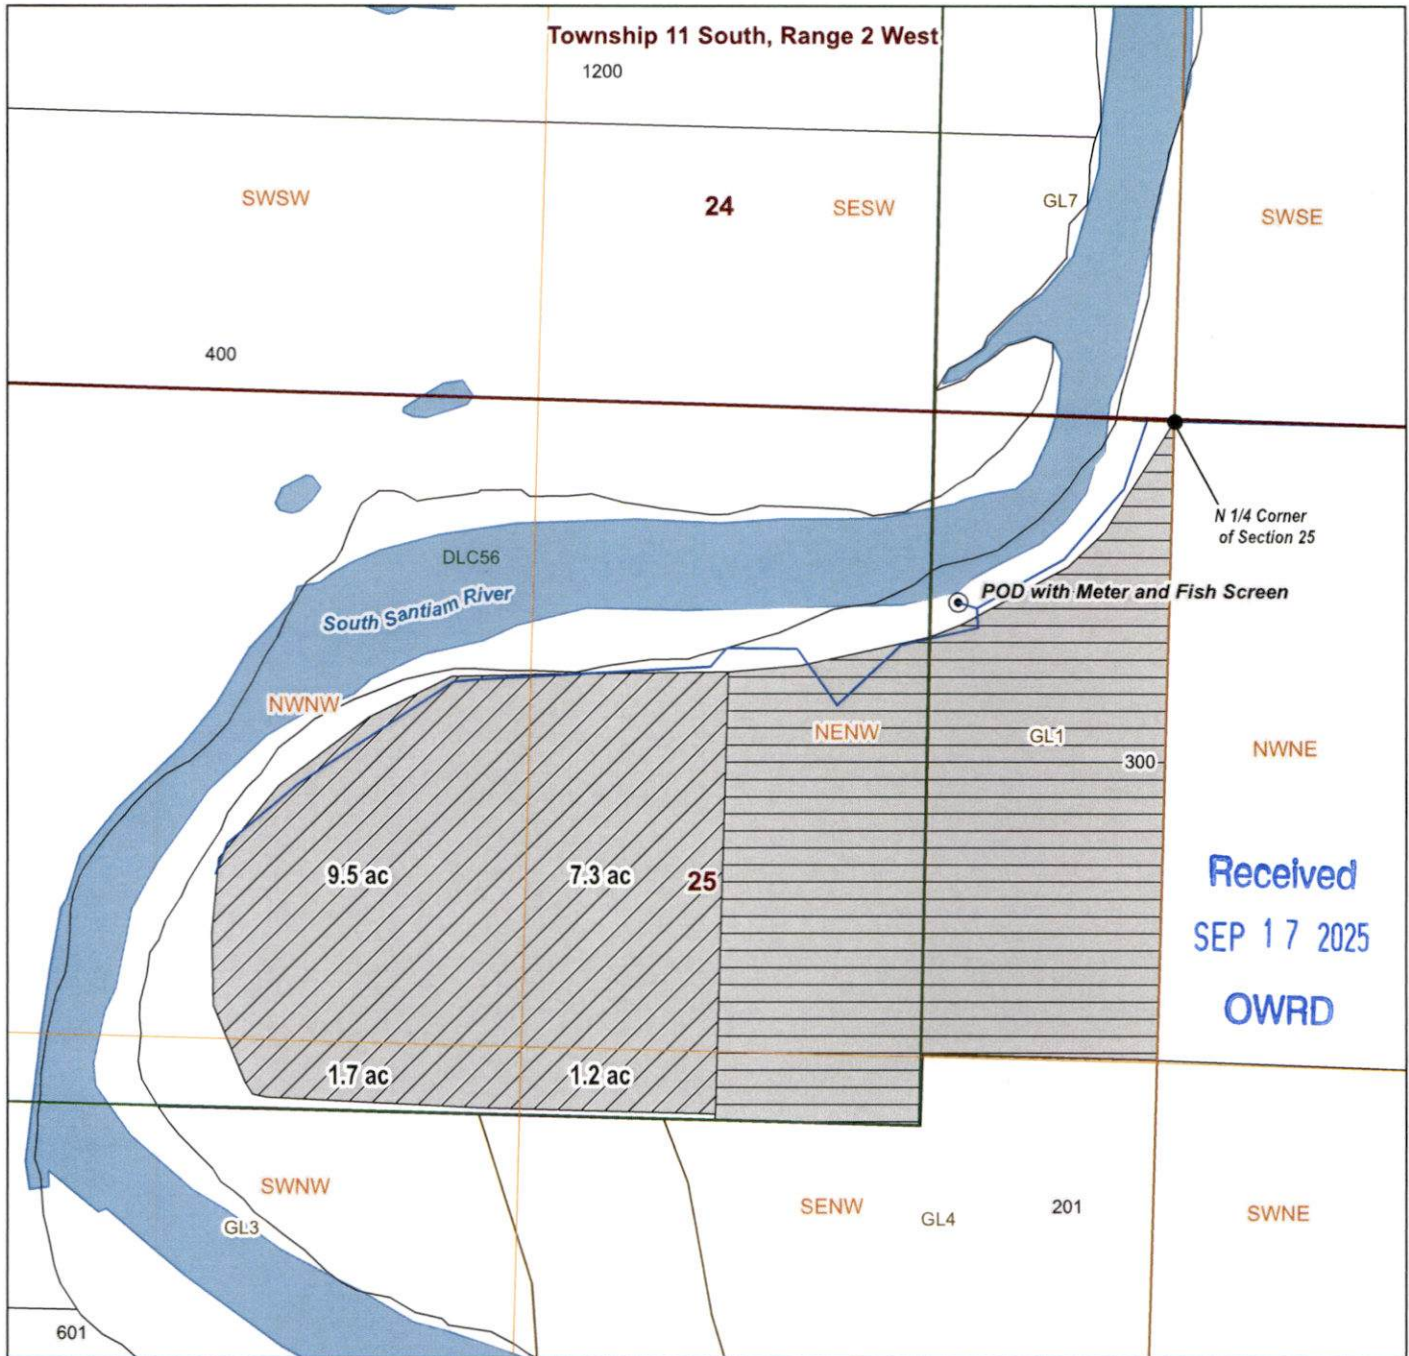 Township 11 South, Range 2 West
1200
SWSW
24
SESW
GL7
SWSE
400
N 1/4 Corner
of Section 25
DLC56
POD with Meter and Fish Screen
South Santiam River
NWNW
NENW
GL1
NWNE
300
9.5 ac
7.3 ac
25
Received
SEP 17 2025
OWRD
1.7 ac
1.2 ac
SWNW
SENW
201
GL4
SWNE
GL3
601